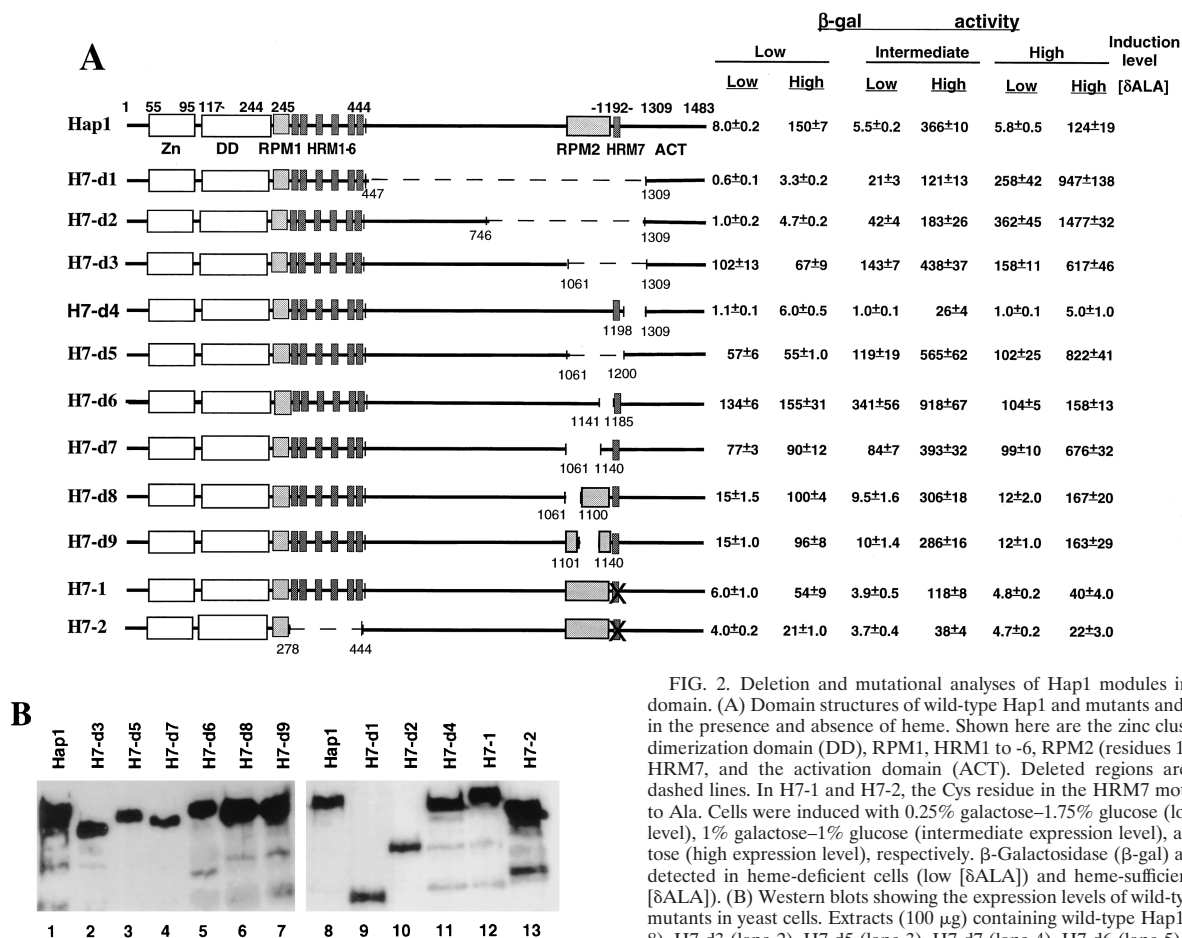 A
β-gal activity
Low Intermediate High Induction level
Low High Low High Low High [δALA]
1 55 95 117- 244 245 444 -1192- 1309 1483
Hap1 8.0±0.2 150±7 5.5±0.2 366±10 5.8±0.5 124±19
Zn DD RPM1 HRM1-6 RPM2 HRM7 ACT
H7-d1 0.6±0.1 3.3±0.2 21±3 121±13 258±42 947±138
447 1309
H7-d2 1.0±0.2 4.7±0.2 42±4 183±26 362±45 1477±32
746 1309
H7-d3 102±13 67±9 143±7 438±37 158±11 617±46
1061 1309
H7-d4 1.1±0.1 6.0±0.5 1.0±0.1 26±4 1.0±0.1 5.0±1.0
1198 1309
H7-d5 57±6 55±1.0 119±19 565±62 102±25 822±41
1061 1200
H7-d6 134±6 155±31 341±56 918±67 104±5 158±13
1141 1185
H7-d7 77±3 90±12 84±7 393±32 99±10 676±32
1061 1140
H7-d8 15±1.5 100±4 9.5±1.6 306±18 12±2.0 167±20
1061 1100
H7-d9 15±1.0 96±8 10±1.4 286±16 12±1.0 163±29
1101 1140
H7-1 6.0±1.0 54±9 3.9±0.5 118±8 4.8±0.2 40±4.0
H7-2 4.0±0.2 21±1.0 3.7±0.4 38±4 4.7±0.2 22±3.0
278 444
B
Hap1 H7-d3 H7-d5 H7-d7 H7-d6 H7-d8 H7-d9 Hap1 H7-d1 H7-d2 H7-d4 H7-1 H7-2
1 2 3 4 5 6 7 8 9 10 11 12 13
FIG. 2. Deletion and mutational analyses of Hap1 modules in
domain. (A) Domain structures of wild-type Hap1 and mutants and
in the presence and absence of heme. Shown here are the zinc clus
dimerization domain (DD), RPM1, HRM1 to -6, RPM2 (residues 1
HRM7, and the activation domain (ACT). Deleted regions are
dashed lines. In H7-1 and H7-2, the Cys residue in the HRM7 mot
to Ala. Cells were induced with 0.25% galactose–1.75% glucose (lo
level), 1% galactose–1% glucose (intermediate expression level), a
tose (high expression level), respectively. β-Galactosidase (β-gal) a
detected in heme-deficient cells (low [δALA]) and heme-sufficien
[δALA]). (B) Western blots showing the expression levels of wild-ty
mutants in yeast cells. Extracts (100 μg) containing wild-type Hap1
8), H7-d3 (lane 2), H7-d5 (lane 3), H7-d7 (lane 4), H7-d6 (lane 5),